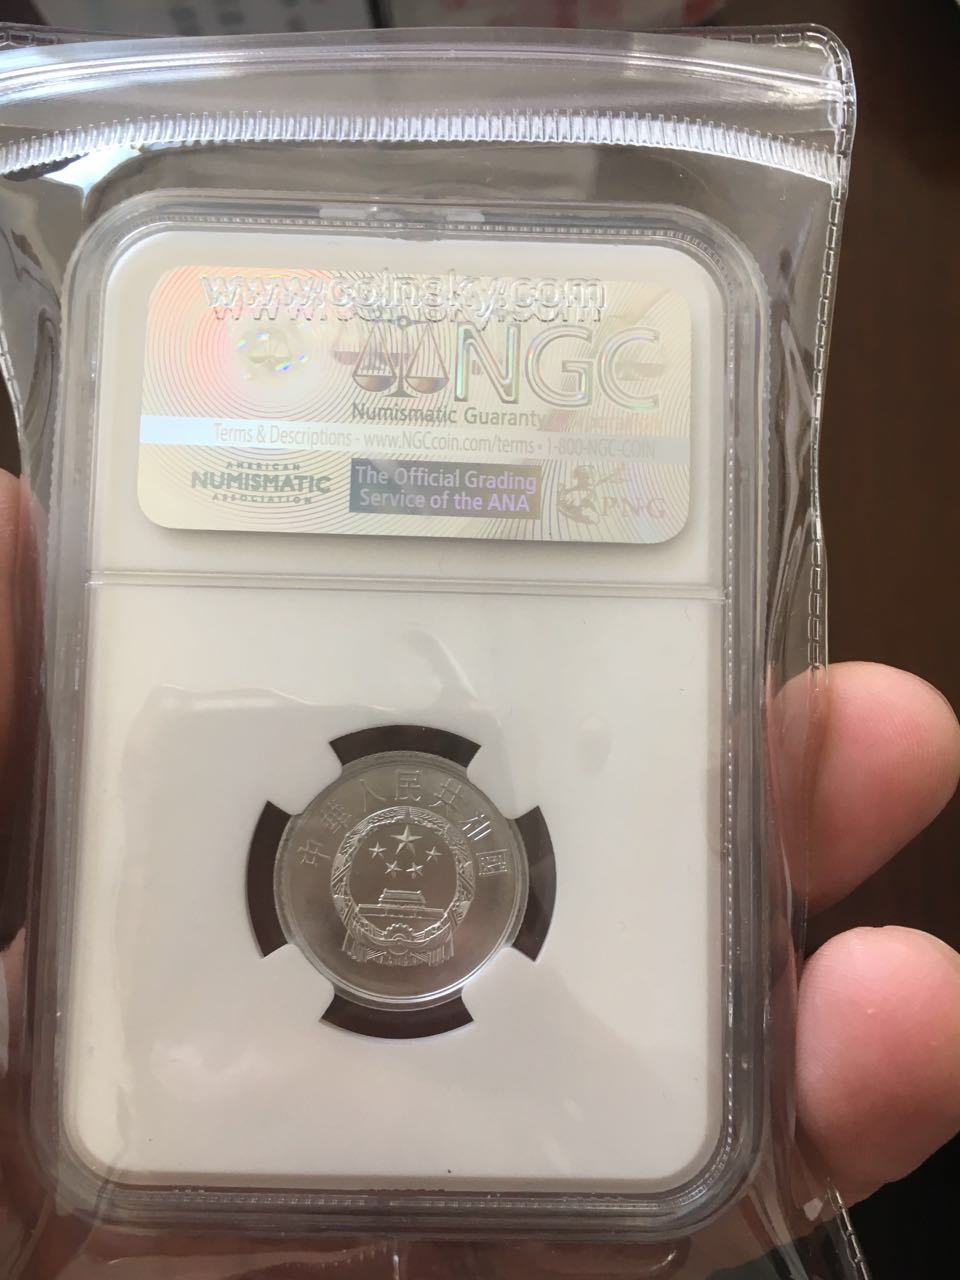 www.coinsky.com
NGC
Numismatic Guaranty Corporation
Terms & Descriptions - www.NGCcoin.com/terms • 1-800-NGC-COIN
AMERICAN
NUMISMATIC
ASSOCIATION
The Official Grading
Service of the ANA
PNG
中華人民共和國